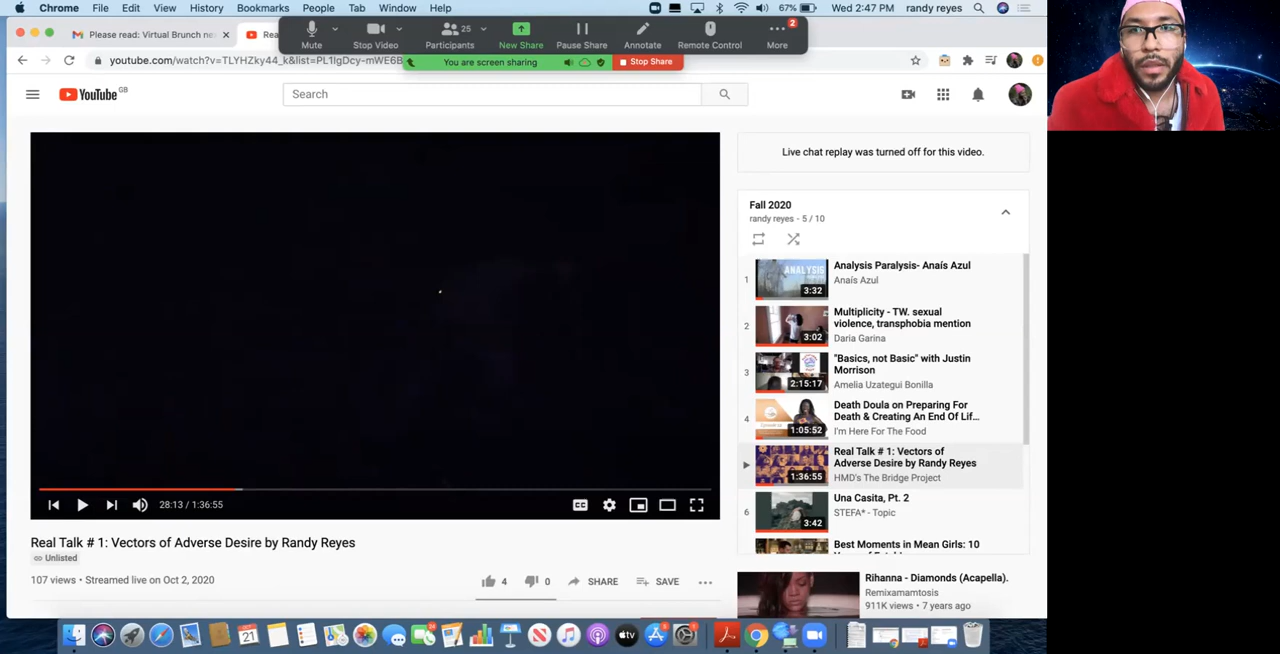 Chrome File Edit View History Bookmarks People Tab Window Help 67% Wed 2:47 PM randy reyes
Please read: Virtual Brunch
Mute Stop Video 25 Participants New Share Pause Share Annotate Remote Control 2 More
You are screen sharing Stop Share
youtube.com/watch?v=TLYHZky44_k&list=PL1lgDcy-mWE6B
YouTube GB
Search
Live chat replay was turned off for this video.
Fall 2020
randy reyes - 5 / 10
1 ANALYSIS 3:32 Analysis Paralysis- Anaís Azul
Anaís Azul
2 3:02 Multiplicity - TW. sexual
violence, transphobia mention
Daria Garina
3 2:15:17 "Basics, not Basic" with Justin
Morrison
Amelia Uzategui Bonilla
4 1:05:52 Death Doula on Preparing For
Death & Creating An End Of Lif...
I'm Here For The Food
1:36:55 Real Talk # 1: Vectors of
Adverse Desire by Randy Reyes
HMD's The Bridge Project
6 3:42 Una Casita, Pt. 2
STEFA* - Topic
Best Moments in Mean Girls: 10
28:13 / 1:36:55 CC
Real Talk # 1: Vectors of Adverse Desire by Randy Reyes
Unlisted
107 views • Streamed live on Oct 2, 2020
4 0 SHARE SAVE
Rihanna - Diamonds (Acapella).
Remixamamtosis
911K views • 7 years ago
21